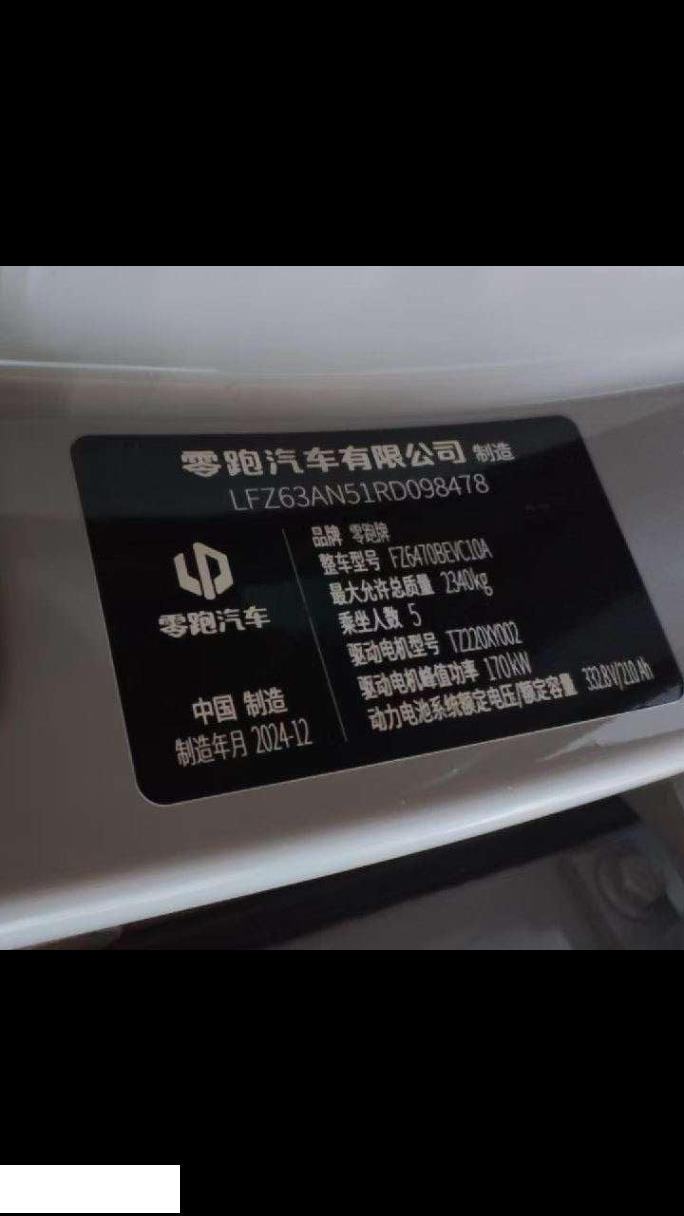 零跑汽车有限公司 制造
LFZ63AN51RD098478
品牌 零跑牌
整车型号 FZ6470BEVC10A
最大允许总质量 2340kg
乘坐人数 5
驱动电机型号 TZ220XY002
驱动电机峰值功率 170kW
动力电池系统额定电压/额定容量 332.8V/210Ah
零跑汽车
中国 制造
制造年月 2024-12